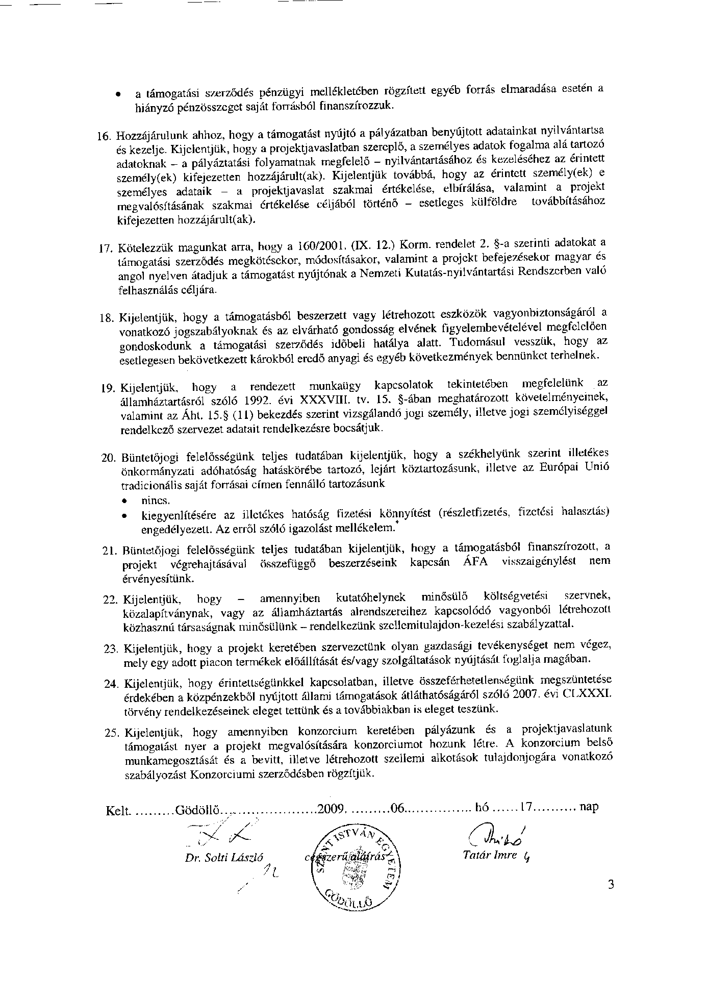 • a támogatási szerződés pénzügyi mellékletében rögzített egyéb forrás elmaradása esetén a
hiányzó pénzösszeget saját forrásból finanszírozzuk.
16. Hozzájárulunk ahhoz, hogy a támogatást nyújtó a pályázatban benyújtott adatainkat nyilvántartsa
és kezelje. Kijelentjük, hogy a projektjavaslatban szereplő, a személyes adatok fogalma alá tartozó
adatoknak – a pályáztatási folyamatnak megfelelő – nyilvántartásához és kezeléséhez az érintett
személy(ek) kifejezetten hozzájárult(ak). Kijelentjük továbbá, hogy az érintett személy(ek) e
személyes adataik – a projektjavaslat szakmai értékelése, elbírálása, valamint a projekt
megvalósításának szakmai értékelése céljából történő – esetleges külföldre továbbításához
kifejezetten hozzájárult(ak).
17. Kötelezzük magunkat arra, hogy a 160/2001. (IX. 12.) Korm. rendelet 2. §-a szerinti adatokat a
támogatási szerződés megkötésekor, módosításakor, valamint a projekt befejezésekor magyar és
angol nyelven átadjuk a támogatást nyújtónak a Nemzeti Kutatás-nyilvántartási Rendszerben való
felhasználás céljára.
18. Kijelentjük, hogy a támogatásból beszerzett vagy létrehozott eszközök vagyonbiztonságáról a
vonatkozó jogszabályoknak és az elvárható gondosság elvének figyelembevételével megfelelően
gondoskodunk a támogatási szerződés időbeli hatálya alatt. Tudomásul vesszük, hogy az
esetlegesen bekövetkezett károkból eredő anyagi és egyéb következmények bennünket terhelnek.
19. Kijelentjük, hogy a rendezett munkaügy kapcsolatok tekintetében megfelelünk az
államháztartásról szóló 1992. évi XXXVIII. tv. 15. §-ában meghatározott követelményeinek,
valamint az Áht. 15.§ (11) bekezdés szerint vizsgálandó jogi személy, illetve jogi személyiséggel
rendelkező szervezet adatait rendelkezésre bocsátjuk.
20. Büntetőjogi felelősségünk teljes tudatában kijelentjük, hogy a székhelyünk szerint illetékes
önkormányzati adóhatóság hatáskörébe tartozó, lejárt köztartozásunk, illetve az Európai Unió
tradicionális saját forrásai címen fennálló tartozásunk
• nincs.
• kiegyenlítésére az illetékes hatóság fizetési könnyítést (részletfizetés, fizetési halasztás)
engedélyezett. Az erről szóló igazolást mellékelem.*
21. Büntetőjogi felelősségünk teljes tudatában kijelentjük, hogy a támogatásból finanszírozott, a
projekt végrehajtásával összefüggő beszerzéseink kapcsán ÁFA visszaigénylést nem
érvényesítünk.
22. Kijelentjük, hogy – amennyiben kutatóhelynek minősülő költségvetési szervnek,
közalapítványnak, vagy az államháztartás alrendszereihez kapcsolódó vagyonból létrehozott
közhasznú társaságnak minősülünk – rendelkezünk szellemitulajdon-kezelési szabályzattal.
23. Kijelentjük, hogy a projekt keretében szervezetünk olyan gazdasági tevékenységet nem végez,
mely egy adott piacon termékek előállítását és/vagy szolgáltatások nyújtását foglalja magában.
24. Kijelentjük, hogy érintettségünkkel kapcsolatban, illetve összeférhetetlenségünk megszüntetése
érdekében a közpénzekből nyújtott állami támogatások átláthatóságáról szóló 2007. évi CLXXXI.
törvény rendelkezéseinek eleget tettünk és a továbbiakban is eleget teszünk.
25. Kijelentjük, hogy amennyiben konzorcium keretében pályázunk és a projektjavaslatunk
támogatást nyer a projekt megvalósítására konzorciumot hozunk létre. A konzorcium belső
munkamegosztását és a bevitt, illetve létrehozott szellemi alkotások tulajdonjogára vonatkozó
szabályozást Konzorciumi szerződésben rögzítjük.
Kelt..........Gödöllő........................2009..........06................ hó ......17.......... nap
Dr. Solti László cégszerű aláírás Tatár Imre
SZENT ISTVÁN EGYETEM
GÖDÖLLŐ
3